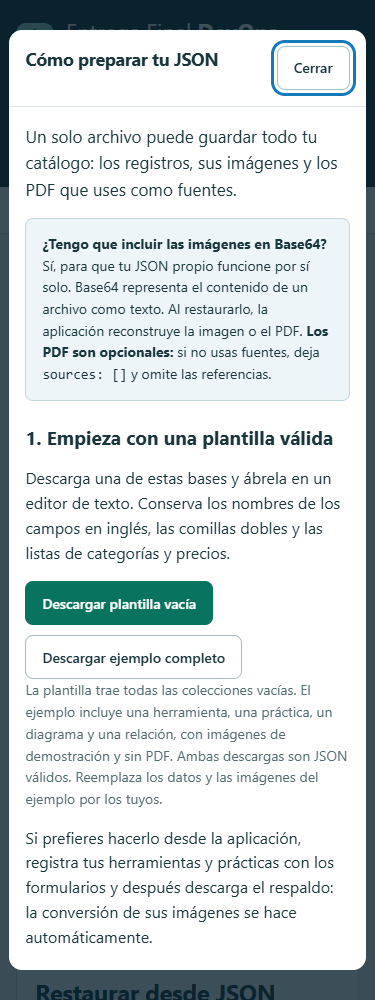 Entrega Final DevOps
Cómo preparar tu JSON
Cerrar
Un solo archivo puede guardar todo tu
catálogo: los registros, sus imágenes y los
PDF que uses como fuentes.
¿Tengo que incluir las imágenes en Base64?
Sí, para que tu JSON propio funcione por sí
solo. Base64 representa el contenido de un
archivo como texto. Al restaurarlo, la
aplicación reconstruye la imagen o el PDF. Los
PDF son opcionales: si no usas fuentes, deja
sources: [] y omite las referencias.
1. Empieza con una plantilla válida
Descarga una de estas bases y ábrela en un
editor de texto. Conserva los nombres de los
campos en inglés, las comillas dobles y las
listas de categorías y precios.
Descargar plantilla vacía
Descargar ejemplo completo
La plantilla trae todas las colecciones vacías. El
ejemplo incluye una herramienta, una práctica, un
diagrama y una relación, con imágenes de
demostración y sin PDF. Ambas descargas son JSON
válidos. Reemplaza los datos y las imágenes del
ejemplo por los tuyos.
Si prefieres hacerlo desde la aplicación,
registra tus herramientas y prácticas con los
formularios y después descarga el respaldo:
la conversión de sus imágenes se hace
automáticamente.
Restaurar desde JSON